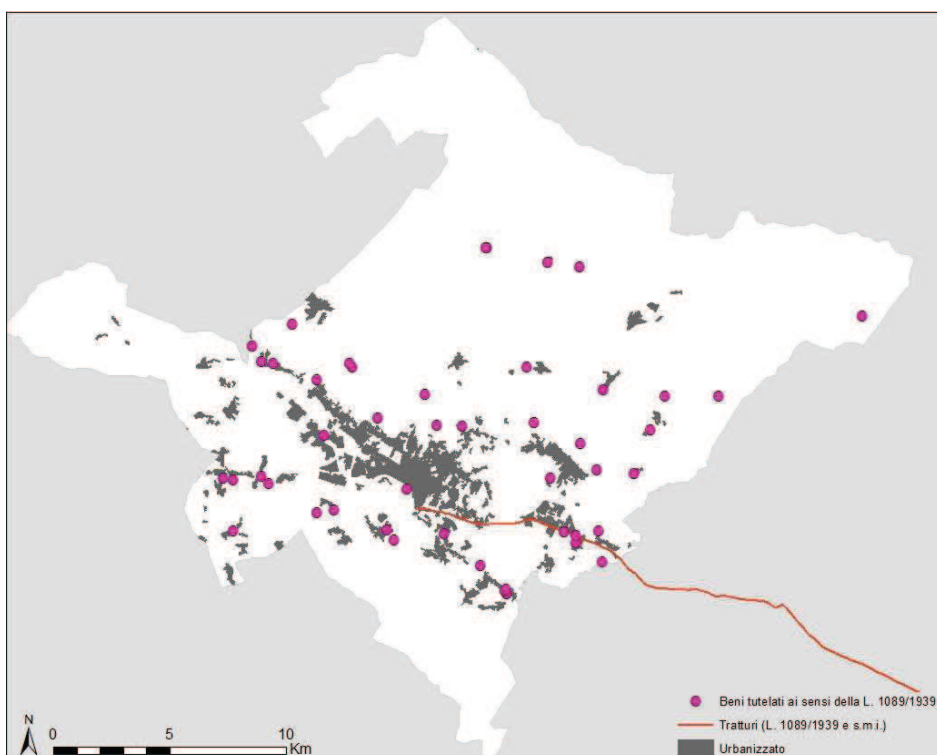 Beni tutelati ai sensi della L. 1089/1939
Tratturi (L. 1089/1939 e s.m.i.)
Urbanizzato
N
0 5 10
Km